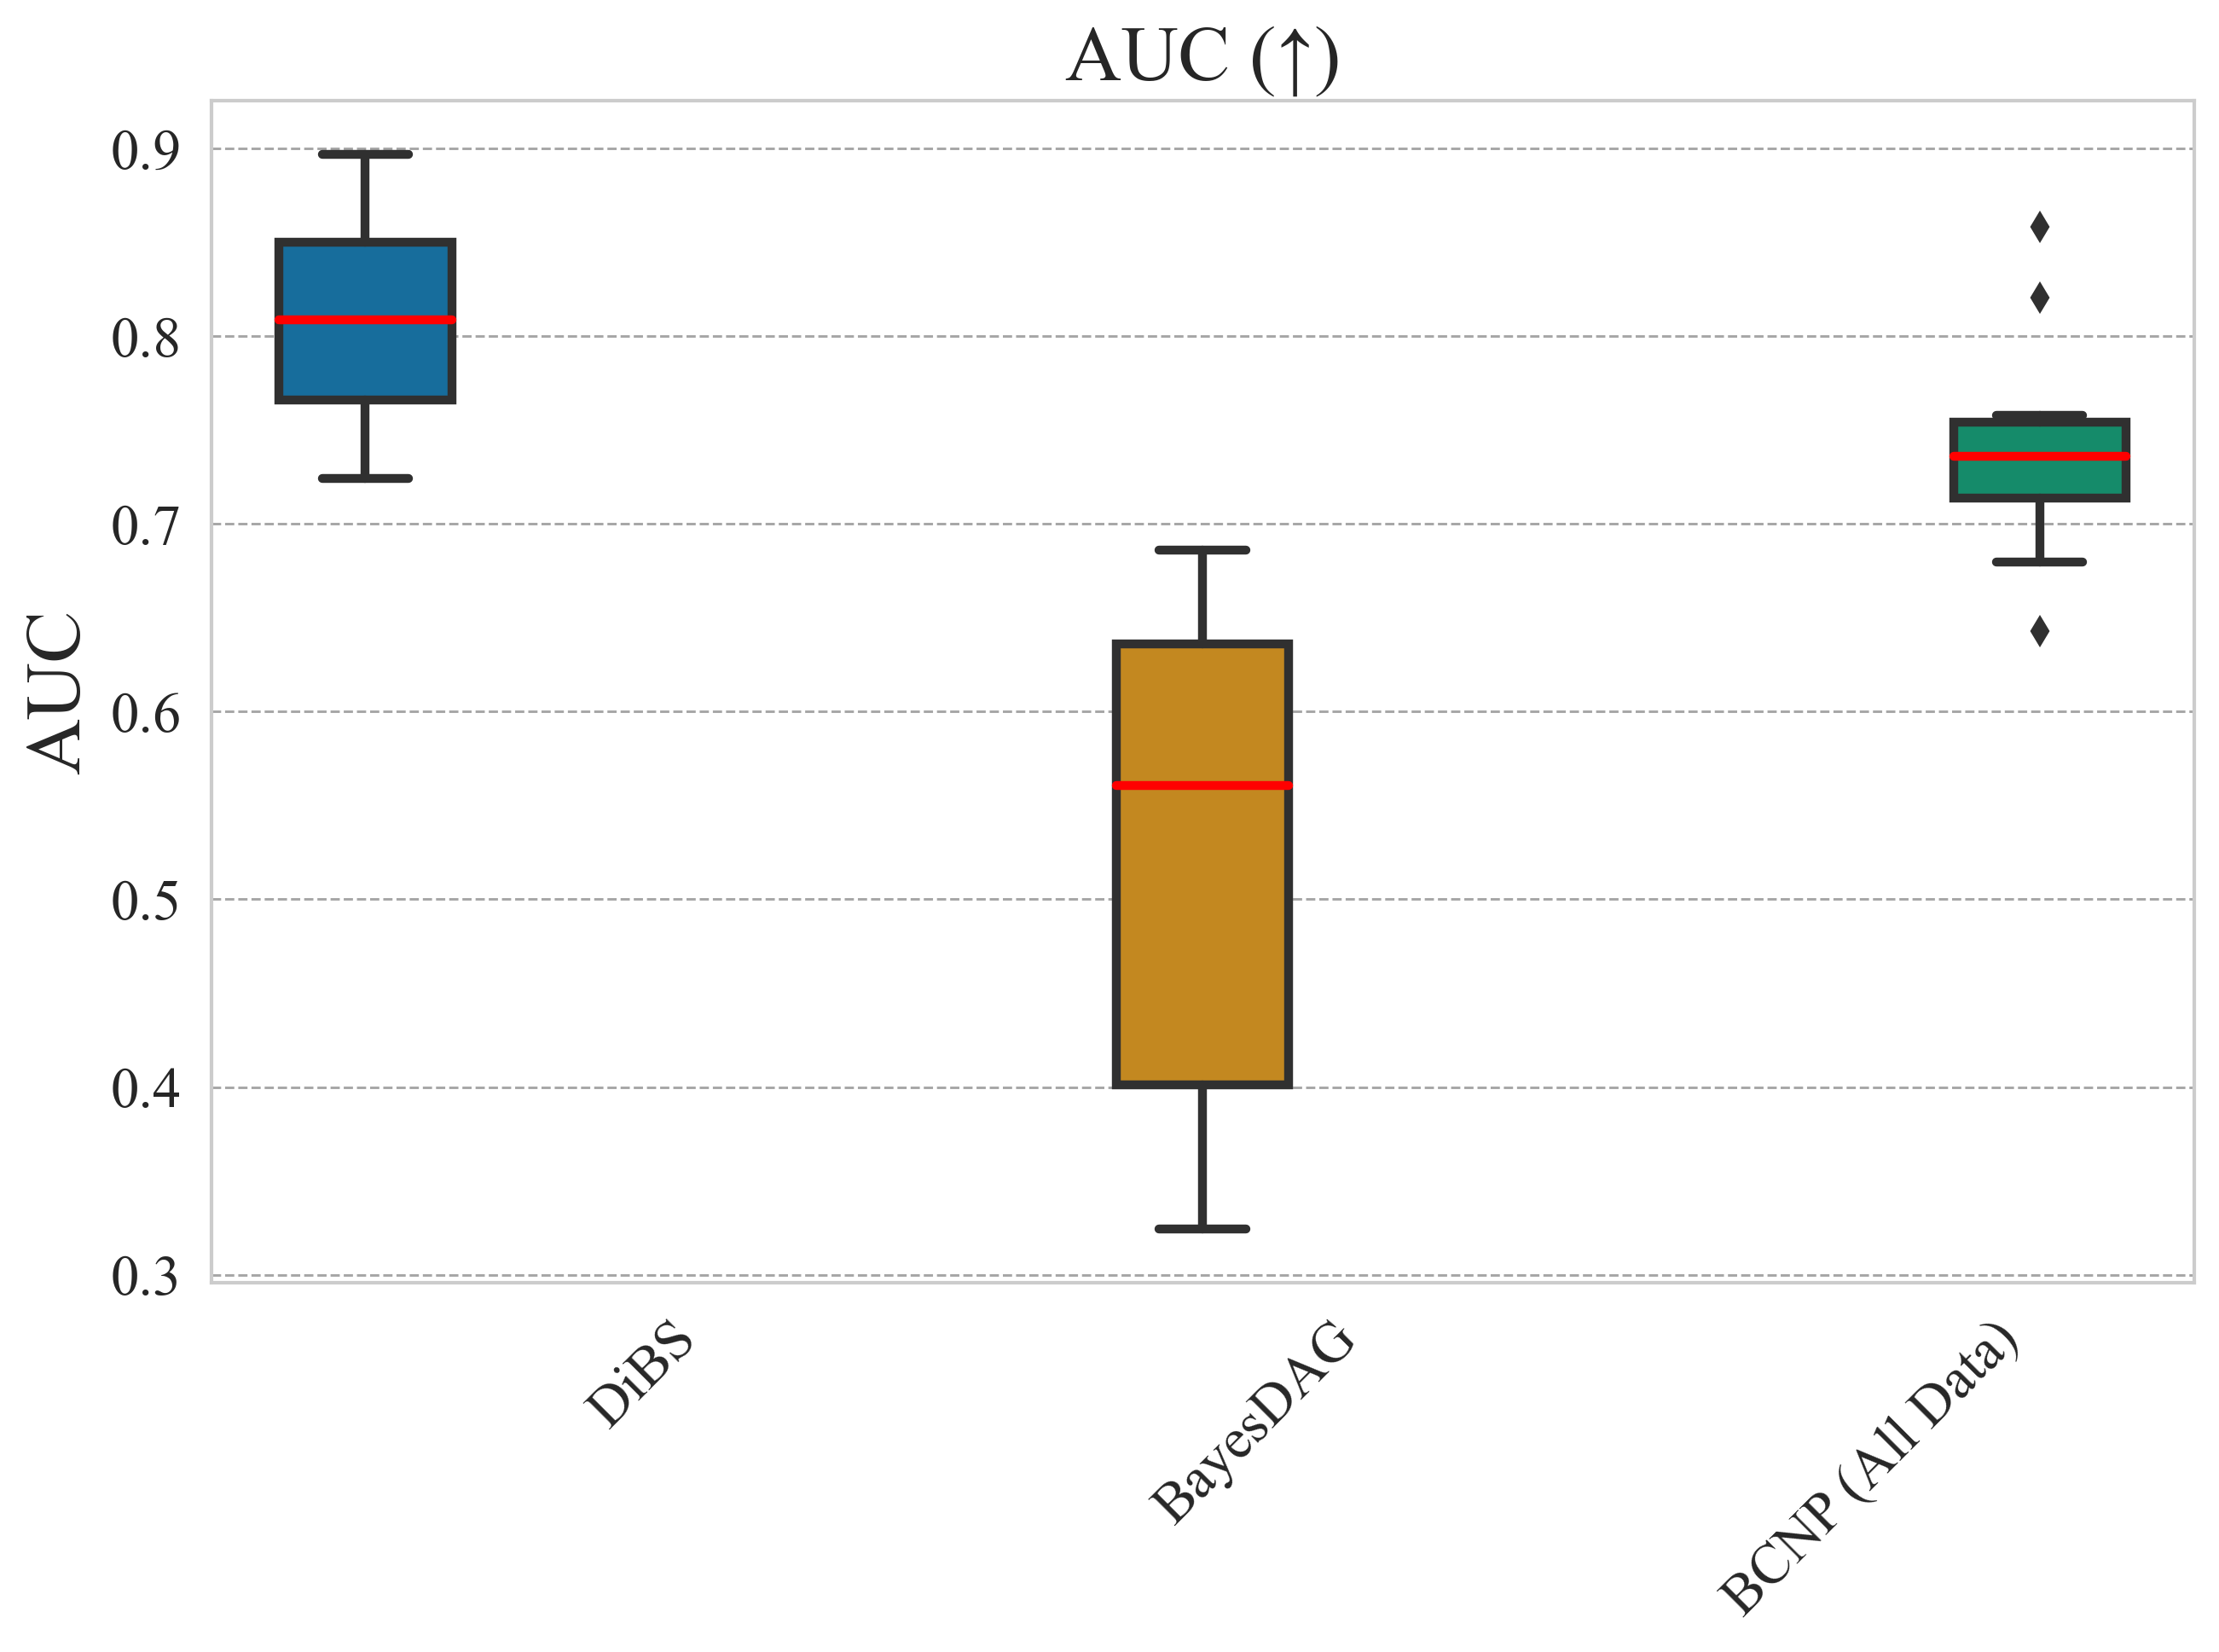 AUC (↑)
AUC
0.9
0.8
0.7
0.6
0.5
0.4
0.3
DiBS
BayesDAG
BCNP (All Data)